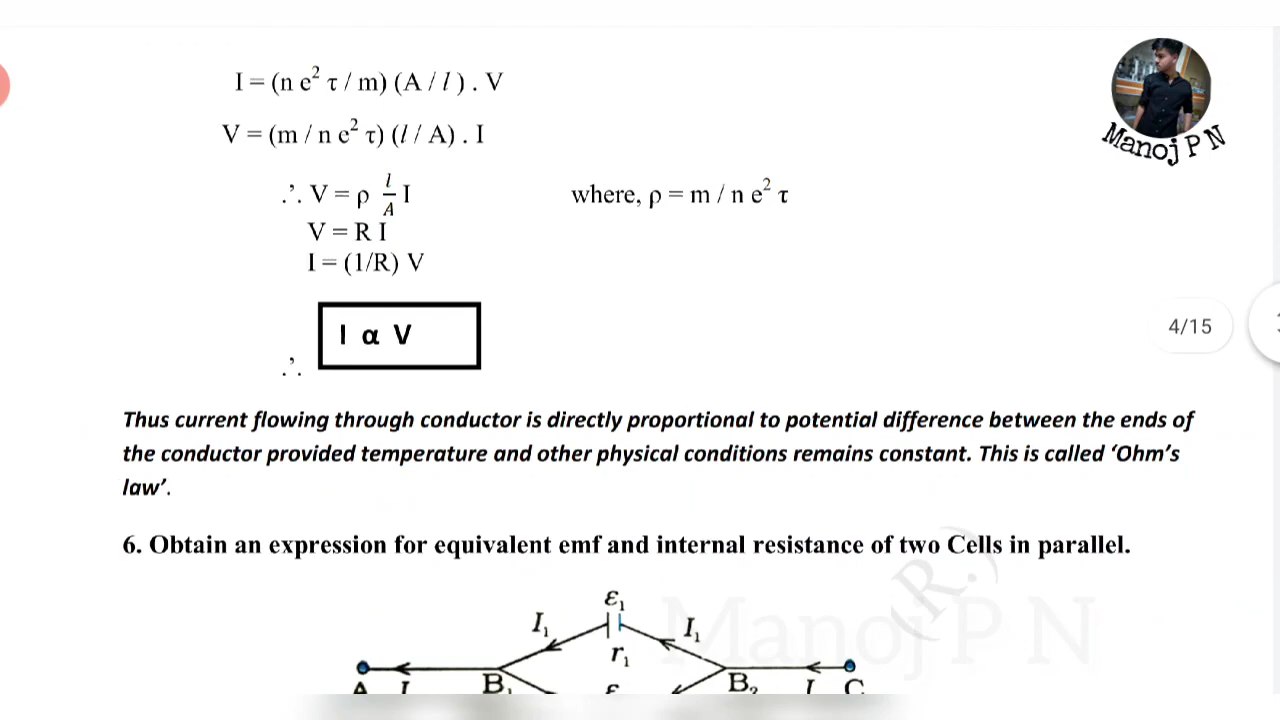 I = (n e² τ / m) (A / l) . V
V = (m / n e² τ) (l / A) . I
∴ V = ρ l/A I where, ρ = m / n e² τ
V = R I
I = (1/R) V
∴ I α V
Manoj P N
4/15
Thus current flowing through conductor is directly proportional to potential difference between the ends of
the conductor provided temperature and other physical conditions remains constant. This is called ‘Ohm’s
law’.
6. Obtain an expression for equivalent emf and internal resistance of two Cells in parallel.
(R.)
Manoj P N
ε₁
I₁ I₁
r₁
A I B₁ ε B₂ I C